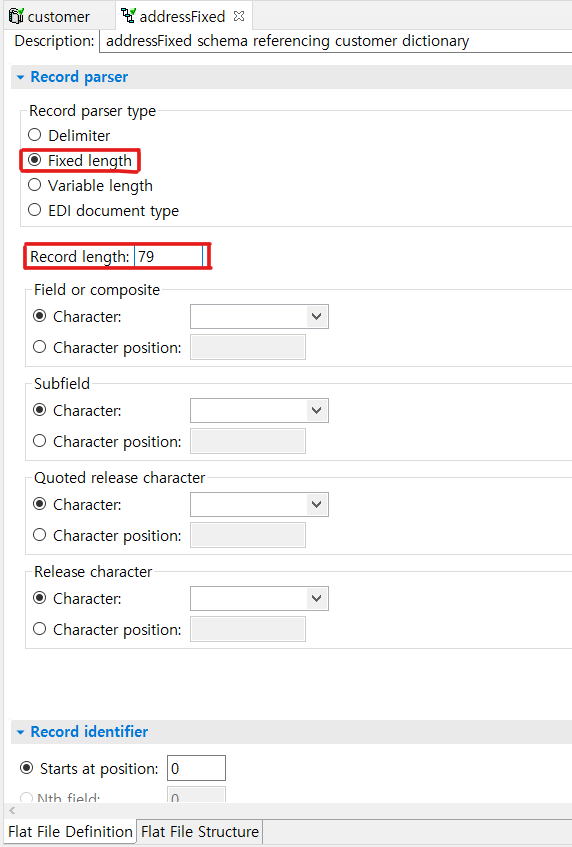 customer
addressFixed
Description: addressFixed schema referencing customer dictionary
Record parser
Record parser type
Delimiter
Fixed length
Variable length
EDI document type
Record length: 79
Field or composite
Character:
Character position:
Subfield
Character:
Character position:
Quoted release character
Character:
Character position:
Release character
Character:
Character position:
Record identifier
Starts at position: 0
Nth field: 0
Flat File Definition
Flat File Structure